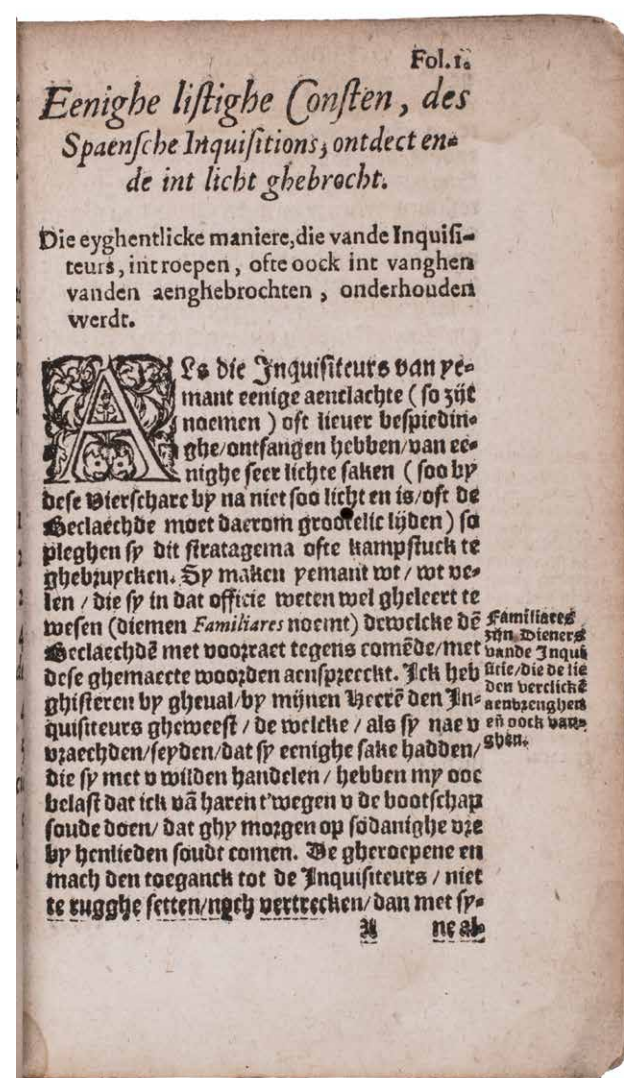 Fol.1.
Eenighe liſtighe Conſten, des
Spaenſche Inquiſitions, ontdect en-
de int licht ghebrocht.
Die eyghentlicke maniere, die vande Inquiſi-
teurs, int roepen, ofte oock int vanghen
vanden aenghebrochten, onderhouden
werdt.
ALs die Inquiſiteurs van ye-
mant eenige aenclachte (ſo zijt
noemen) oft liever beſpiedin-
ghe/ontfangen hebben/van ee-
nighe ſeer lichte ſaken (ſoo by
deſe Vierſchare by na niet ſoo licht en is/oft de
Beclaechde moet daerom grootelic lijden) ſo
pleghen ſy dit ſtratagema ofte kampſtuck te
ghebruycken. Sy maken yemant wt/wt ve-
len/die ſy in dat officie weten wel gheleert te
weſen (diemen Familiares noemt) dewelcke dē
Beclaechdē met voorraet tegens comēde/met
deſe ghemaecte woorden aenſpreeckt. Ick heb
ghiſteren by gheval/by mijnen Heerē den In-
quiſiteurs gheweeſt/de welcke/als ſy nae v
vraechden/ſeyden/dat ſy eenighe ſake hadden/
die ſy met v wilden handelen/hebben my ooc
belaſt dat ick vā haren t'wegen v de bootſchap
ſoude doen/dat ghy morgen op ſodanighe vre
by henlieden ſoudt comen. De gheroepene en
mach den toeganck tot de Inquiſiteurs/niet
te rugghe ſetten/noch vertrecken/dan met ſy-
A ne al-
Familiares
zijn Dieners
vande Inqui
ſitie/die de lie
den verclickē
aenbrenghen
eñ oock van-
ghen.